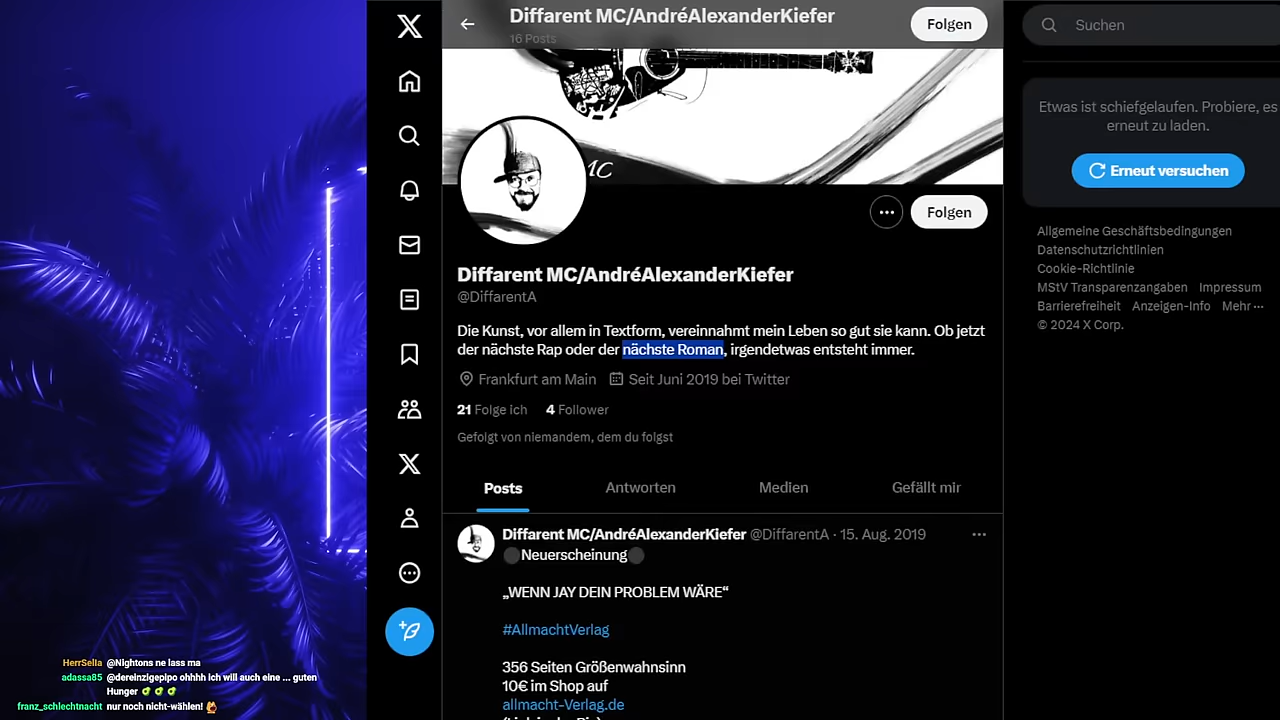 Diffarent MC/AndréAlexanderKiefer
16 Posts
Folgen
Suchen
Etwas ist schiefgelaufen. Probiere, es
erneut zu laden.
Erneut versuchen
Allgemeine Geschäftsbedingungen
Datenschutzrichtlinien
Cookie-Richtlinie
MStV Transparenzangaben Impressum
Barrierefreiheit Anzeigen-Info Mehr ···
© 2024 X Corp.
MC
Folgen
Diffarent MC/AndréAlexanderKiefer
@DiffarentA
Die Kunst, vor allem in Textform, vereinnahmt mein Leben so gut sie kann. Ob jetzt
der nächste Rap oder der nächste Roman, irgendetwas entsteht immer.
Frankfurt am Main Seit Juni 2019 bei Twitter
21 Folge ich 4 Follower
Gefolgt von niemandem, dem du folgst
Posts Antworten Medien Gefällt mir
Diffarent MC/AndréAlexanderKiefer @DiffarentA · 15. Aug. 2019
Neuerscheinung
„WENN JAY DEIN PROBLEM WÄRE“
#AllmachtVerlag
356 Seiten Größenwahnsinn
10€ im Shop auf
allmacht-Verlag.de
HerrSella @Nightons ne lass ma
adassa85 @dereinzigepipo ohhhh ich will auch eine ... guten
Hunger
franz_schlechtnacht nur noch nicht-wählen!